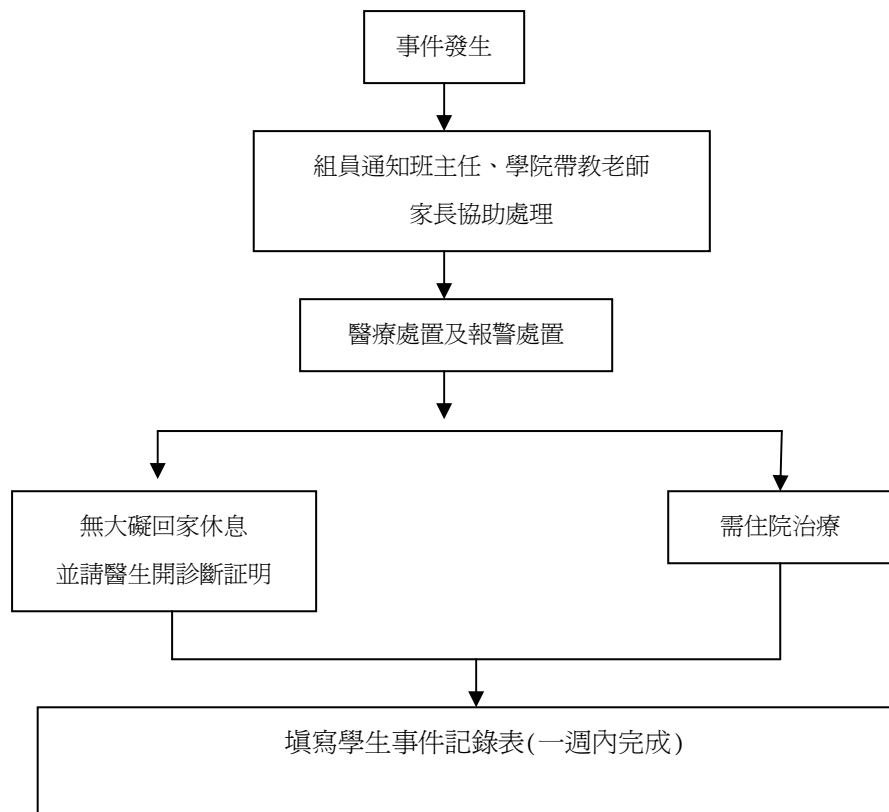 事件發生
組員通知班主任、學院帶教老師
家長協助處理
醫療處置及報警處置
無大礙回家休息
並請醫生開診斷証明
需住院治療
填寫學生事件記錄表(一週內完成)